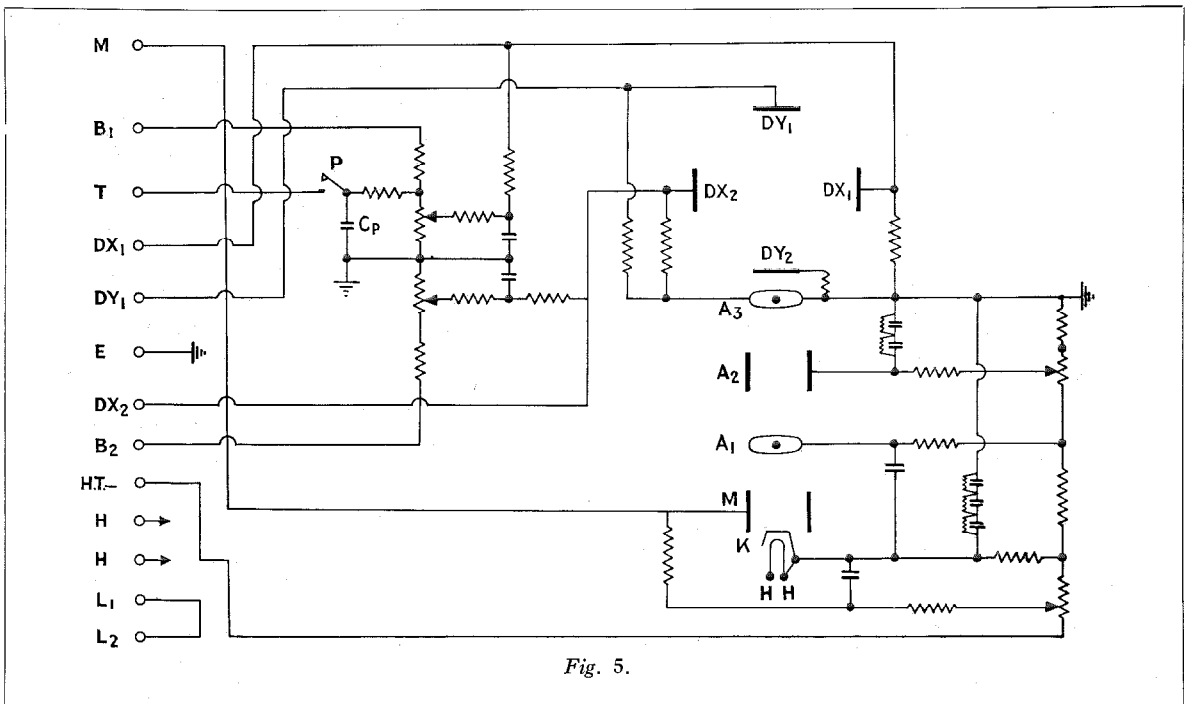 M
B₁
T
DX₁
DY₁
E
DX₂
B₂
H.T.–
H
H
L₁
L₂
P
Cₚ
DY₁
DX₂
DX₁
DY₂
A₃
A₂
A₁
M
K
H H
Fig. 5.